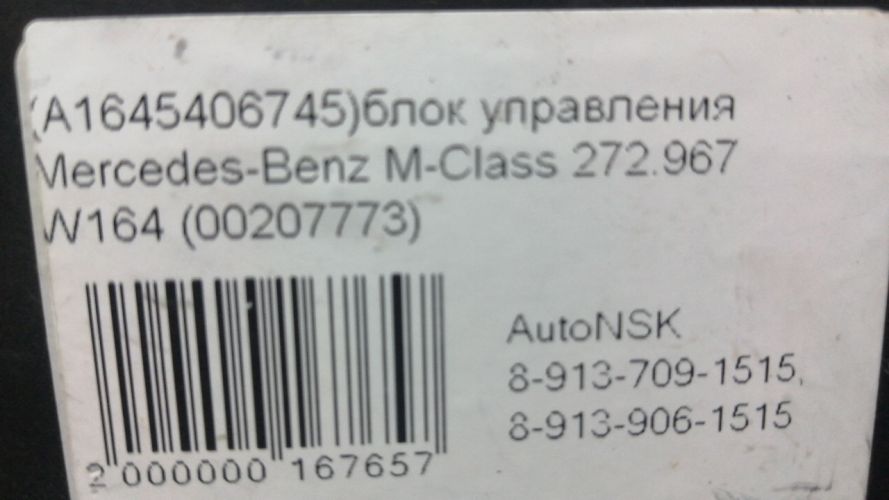 (A1645406745)блок управления
Mercedes-Benz M-Class 272.967
W164 (00207773)
AutoNSK
8-913-709-1515,
8-913-906-1515
2 000000 167657